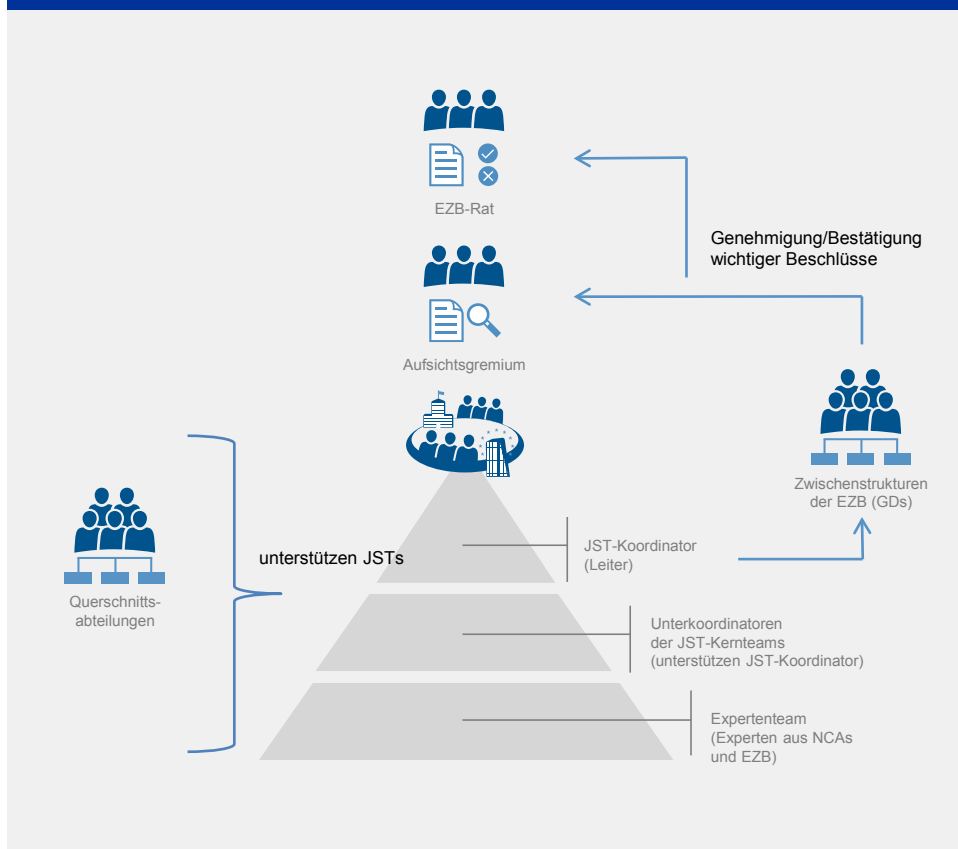 EZB-Rat
Genehmigung/Bestätigung
wichtiger Beschlüsse
Aufsichtsgremium
Zwischenstrukturen
der EZB (GDs)
unterstützen JSTs
JST-Koordinator
(Leiter)
Querschnitts-
abteilungen
Unterkoordinatoren
der JST-Kernteams
(unterstützen JST-Koordinator)
Expertenteam
(Experten aus NCAs
und EZB)